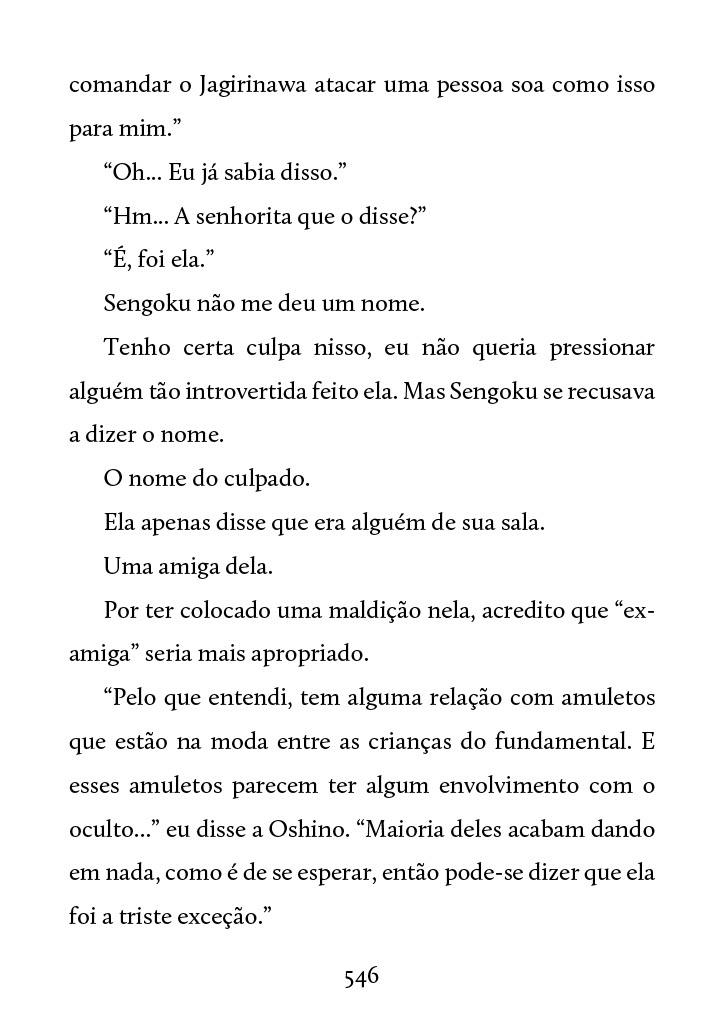 comandar o Jagirinawa atacar uma pessoa soa como isso
para mim.”
“Oh... Eu já sabia disso.”
“Hm... A senhorita que o disse?”
“É, foi ela.”
Sengoku não me deu um nome.
Tenho certa culpa nisso, eu não queria pressionar
alguém tão introvertida feito ela. Mas Sengoku se recusava
a dizer o nome.
O nome do culpado.
Ela apenas disse que era alguém de sua sala.
Uma amiga dela.
Por ter colocado uma maldição nela, acredito que “ex-
amiga” seria mais apropriado.
“Pelo que entendi, tem alguma relação com amuletos
que estão na moda entre as crianças do fundamental. E
esses amuletos parecem ter algum envolvimento com o
oculto...” eu disse a Oshino. “Maioria deles acabam dando
em nada, como é de se esperar, então pode-se dizer que ela
foi a triste exceção.”
546